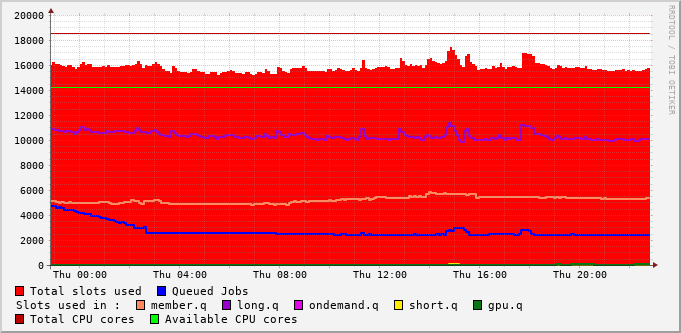 20000
18000
16000
14000
12000
10000
8000
6000
4000
2000
0
Thu 00:00 Thu 04:00 Thu 08:00 Thu 12:00 Thu 16:00 Thu 20:00
RRDTOOL / TOBI OETIKER
Total slots used Queued Jobs
Slots used in : member.q long.q ondemand.q short.q gpu.q
Total CPU cores Available CPU cores